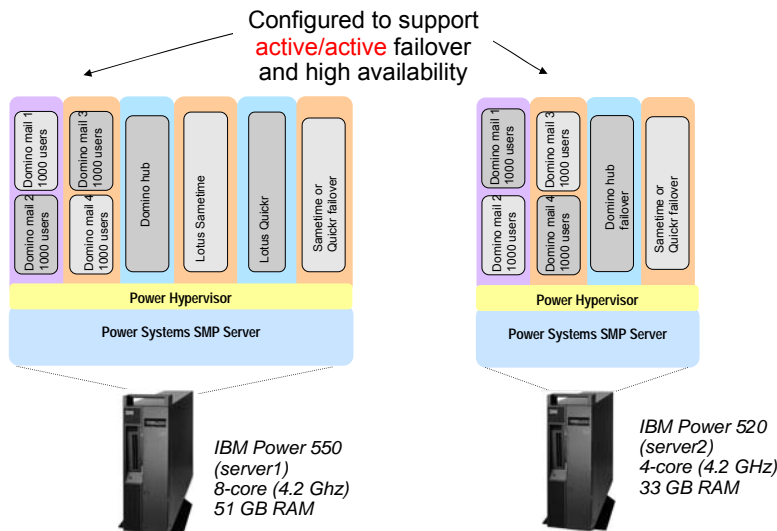 Configured to support
active/active failover
and high availability
Domino mail 1
1000 users
Domino mail 2
1000 users
Domino mail 3
1000 users
Domino mail 4
1000 users
Domino hub
Lotus Sametime
Lotus Quickr
Sametime or
Quickr failover
Power Hypervisor
Power Systems SMP Server
IBM Power 550
(server1)
8-core (4.2 Ghz)
51 GB RAM
Domino mail 1
1000 users
Domino mail 2
1000 users
Domino mail 3
1000 users
Domino mail 4
1000 users
Domino hub
failover
Sametime or
Quickr failover
Power Hypervisor
Power Systems SMP Server
IBM Power 520
(server2)
4-core (4.2 GHz)
33 GB RAM